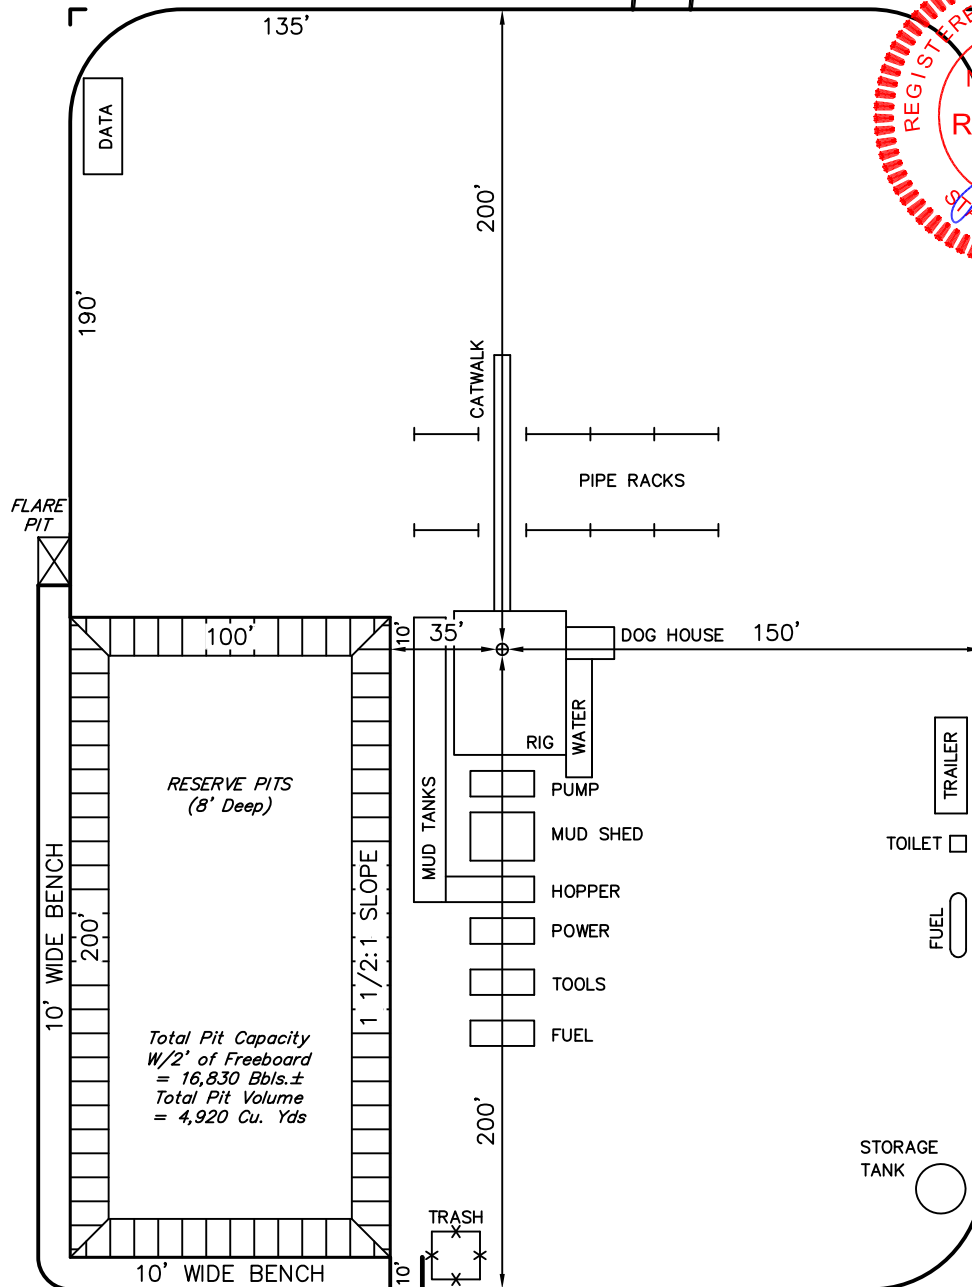 135'
DATA
200'
190'
CATWALK
PIPE RACKS
FLARE
PIT
100'
10'
35'
DOG HOUSE
150'
WATER
RIG
RESERVE PITS
(8' Deep)
PUMP
TRAILER
MUD TANKS
MUD SHED
TOILET
HOPPER
10' WIDE BENCH
200'
1 1/2:1 SLOPE
POWER
FUEL
TOOLS
FUEL
Total Pit Capacity
W/2' of Freeboard
= 16,830 Bbls.±
Total Pit Volume
= 4,920 Cu. Yds
200'
STORAGE
TANK
TRASH
10' WIDE BENCH
10'